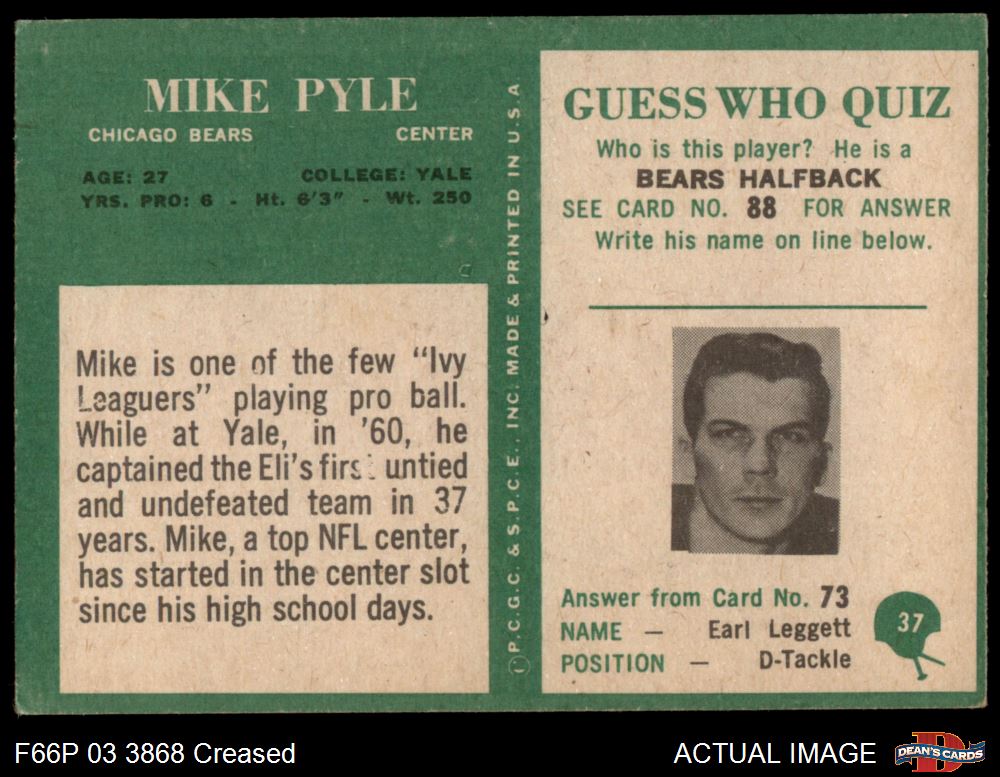 MIKE PYLE
CHICAGO BEARS CENTER
AGE: 27 COLLEGE: YALE
YRS. PRO: 6 - Ht. 6'3" - Wt. 250
Mike is one of the few "Ivy
Leaguers" playing pro ball.
While at Yale, in '60, he
captained the Eli's first untied
and undefeated team in 37
years. Mike, a top NFL center,
has started in the center slot
since his high school days.
©P.C.G.C. & S.P.C.E., INC. MADE & PRINTED IN U.S.A
GUESS WHO QUIZ
Who is this player? He is a
BEARS HALFBACK
SEE CARD NO. 88 FOR ANSWER
Write his name on line below.
Answer from Card No. 73
NAME — Earl Leggett
POSITION — D-Tackle
37
F66P 03 3868 Creased
ACTUAL IMAGE
DEAN'S CARDS